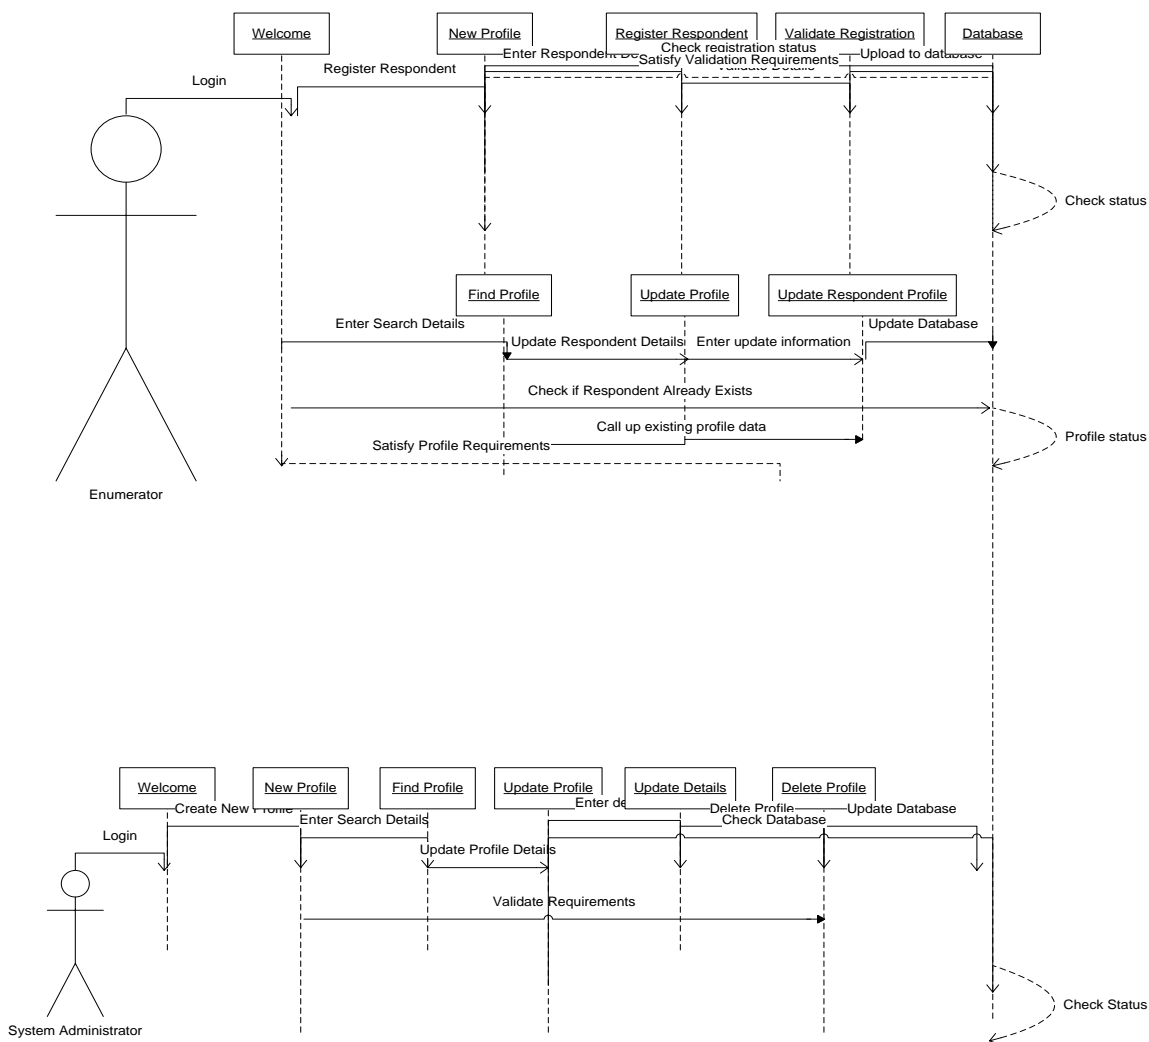 Welcome
New Profile
Register Respondent
Validate Registration
Database
Enter Respondent
Check registration status
Satisfy Validation Requirements
Upload to database
Register Respondent
Login
Check status
Find Profile
Update Profile
Update Respondent Profile
Enter Search Details
Update Database
Update Respondent Details
Enter update information
Check if Respondent Already Exists
Call up existing profile data
Profile status
Satisfy Profile Requirements
Enumerator
Welcome
New Profile
Find Profile
Update Profile
Update Details
Delete Profile
Create New Profile
Enter
Delete Profile
Update Database
Enter Search Details
Check Database
Login
Update Profile Details
Validate Requirements
Check Status
System Administrator